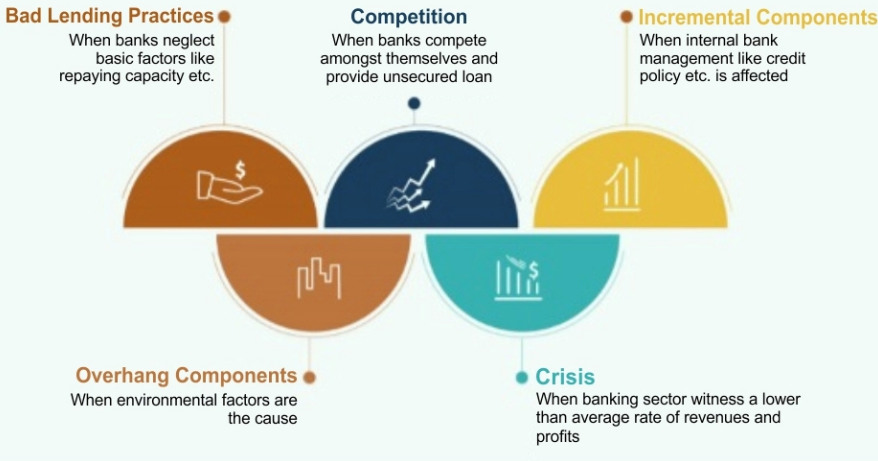 Bad Lending Practices
When banks neglect
basic factors like
repaying capacity etc.
Competition
When banks compete
amongst themselves and
provide unsecured loan
Incremental Components
When internal bank
management like credit
policy etc. is affected
$
$
Overhang Components
When environmental factors are
the cause
Crisis
When banking sector witness a lower
than average rate of revenues and
profits